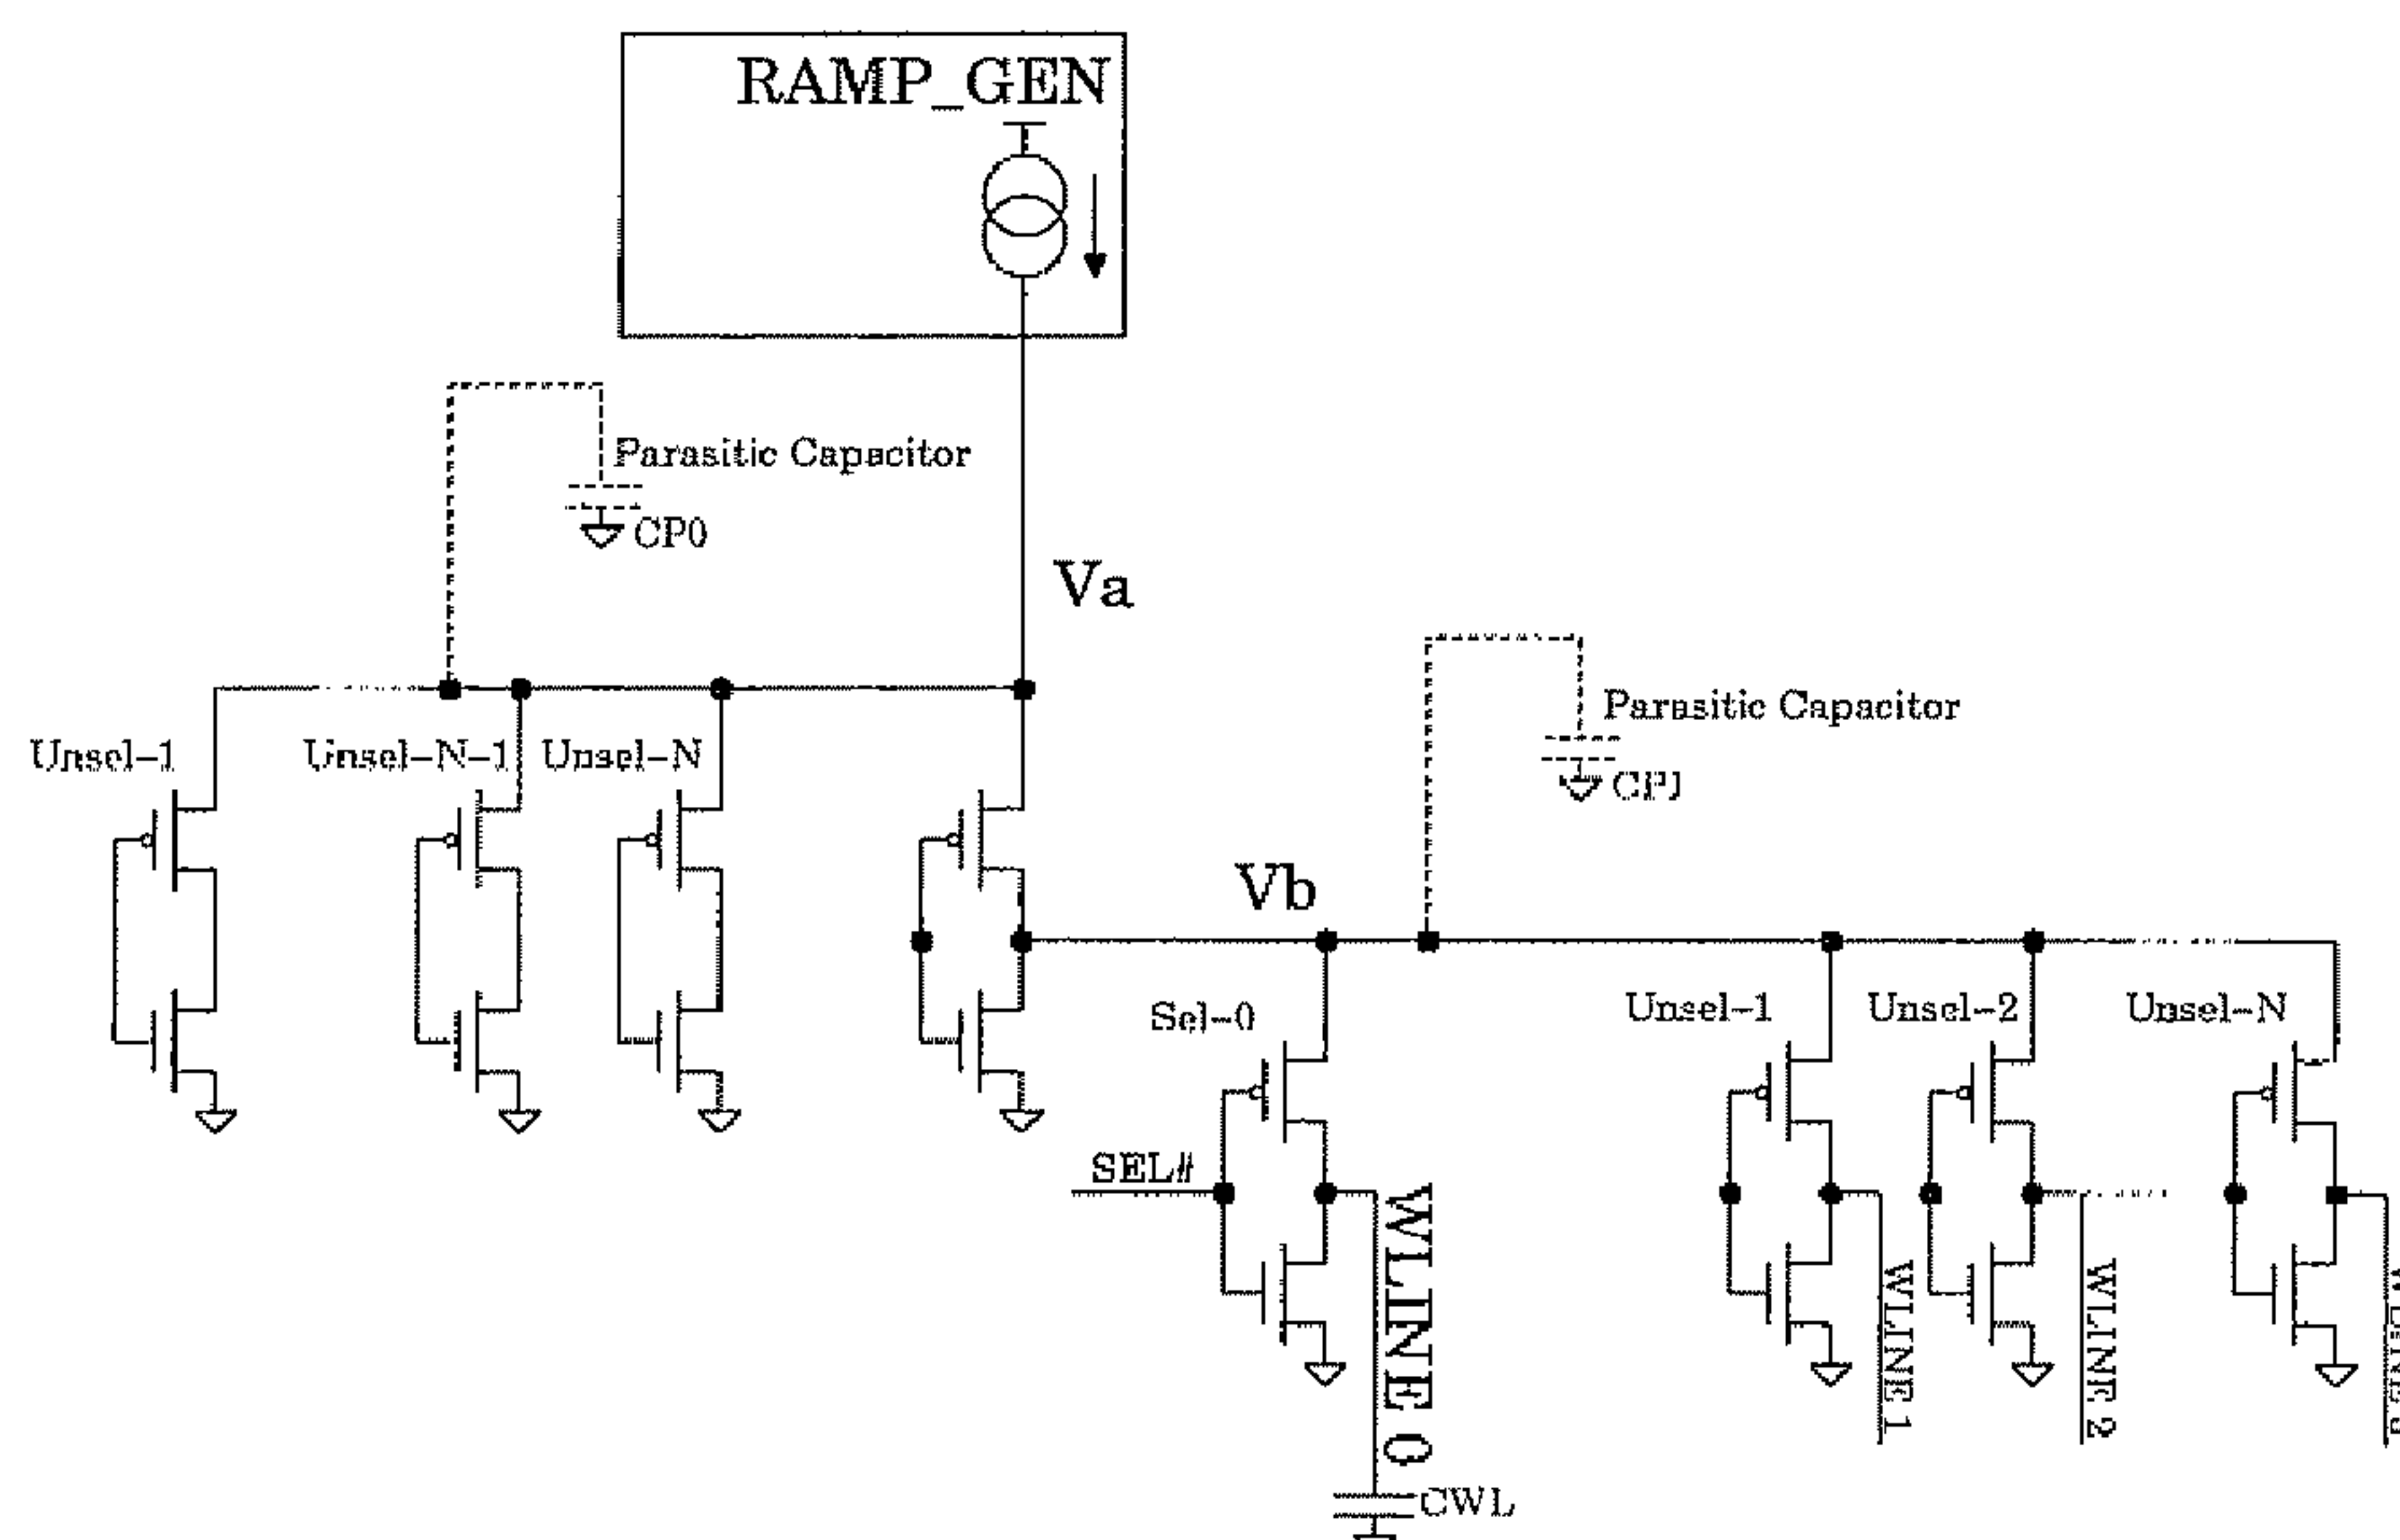 RAMP_GEN
Parasitic Capacitor
CP0
Va
Parasitic Capacitor
Unsel-1
Unsel-N-1
Unsel-N
Vb
Sel-0
Unsel-1
Unsel-2
Unsel-N
SEL#
WLINE 0
WLINE 1
WLINE 2
CWL